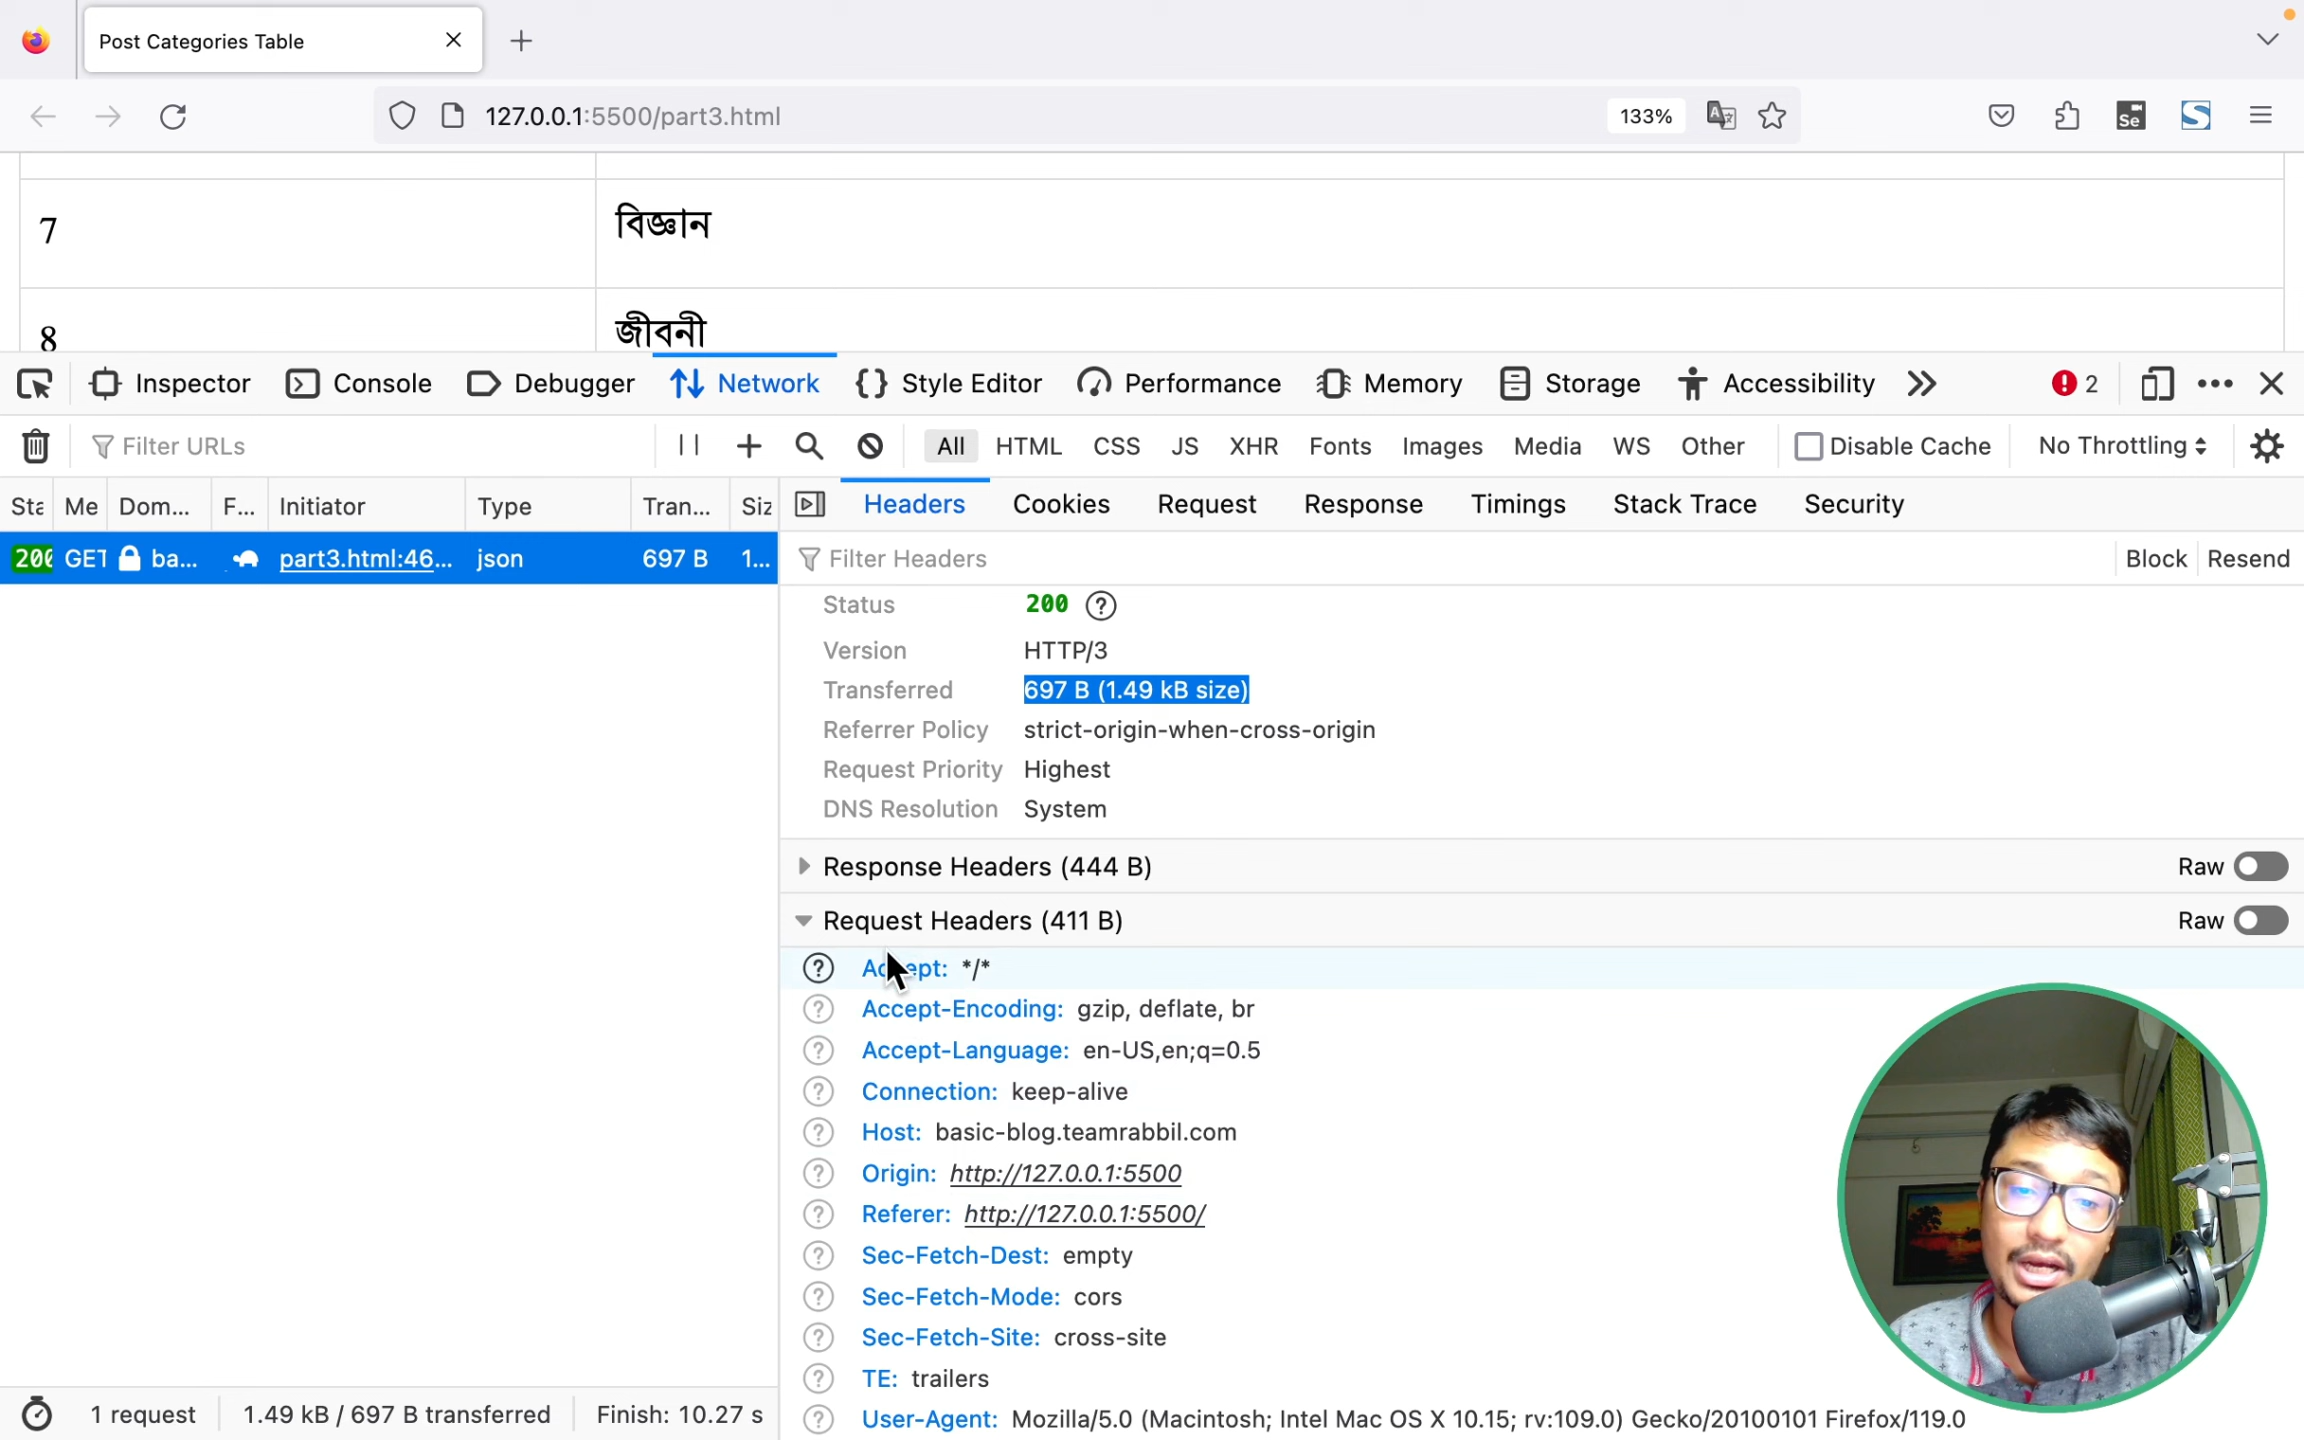 Post Categories Table
127.0.0.1:5500/part3.html
133%
Se
7
বিজ্ঞান
8
জীবনী
Inspector
Console
Debugger
Network
Style Editor
Performance
Memory
Storage
Accessibility
2
Filter URLs
All
HTML
CSS
JS
XHR
Fonts
Images
Media
WS
Other
Disable Cache
No Throttling
Sta
Me
Dom...
F...
Initiator
Type
Tran...
Siz
Headers
Cookies
Request
Response
Timings
Stack Trace
Security
200 GET ba... part3.html:46... json 697 B 1...
Filter Headers
Block
Resend
Status 200
Version HTTP/3
Transferred 697 B (1.49 kB size)
Referrer Policy strict-origin-when-cross-origin
Request Priority Highest
DNS Resolution System
Response Headers (444 B)
Raw
Request Headers (411 B)
Raw
Accept: */*
Accept-Encoding: gzip, deflate, br
Accept-Language: en-US,en;q=0.5
Connection: keep-alive
Host: basic-blog.teamrabbil.com
Origin: http://127.0.0.1:5500
Referer: http://127.0.0.1:5500/
Sec-Fetch-Dest: empty
Sec-Fetch-Mode: cors
Sec-Fetch-Site: cross-site
TE: trailers
User-Agent: Mozilla/5.0 (Macintosh; Intel Mac OS X 10.15; rv:109.0) Gecko/20100101 Firefox/119.0
1 request
1.49 kB / 697 B transferred
Finish: 10.27 s